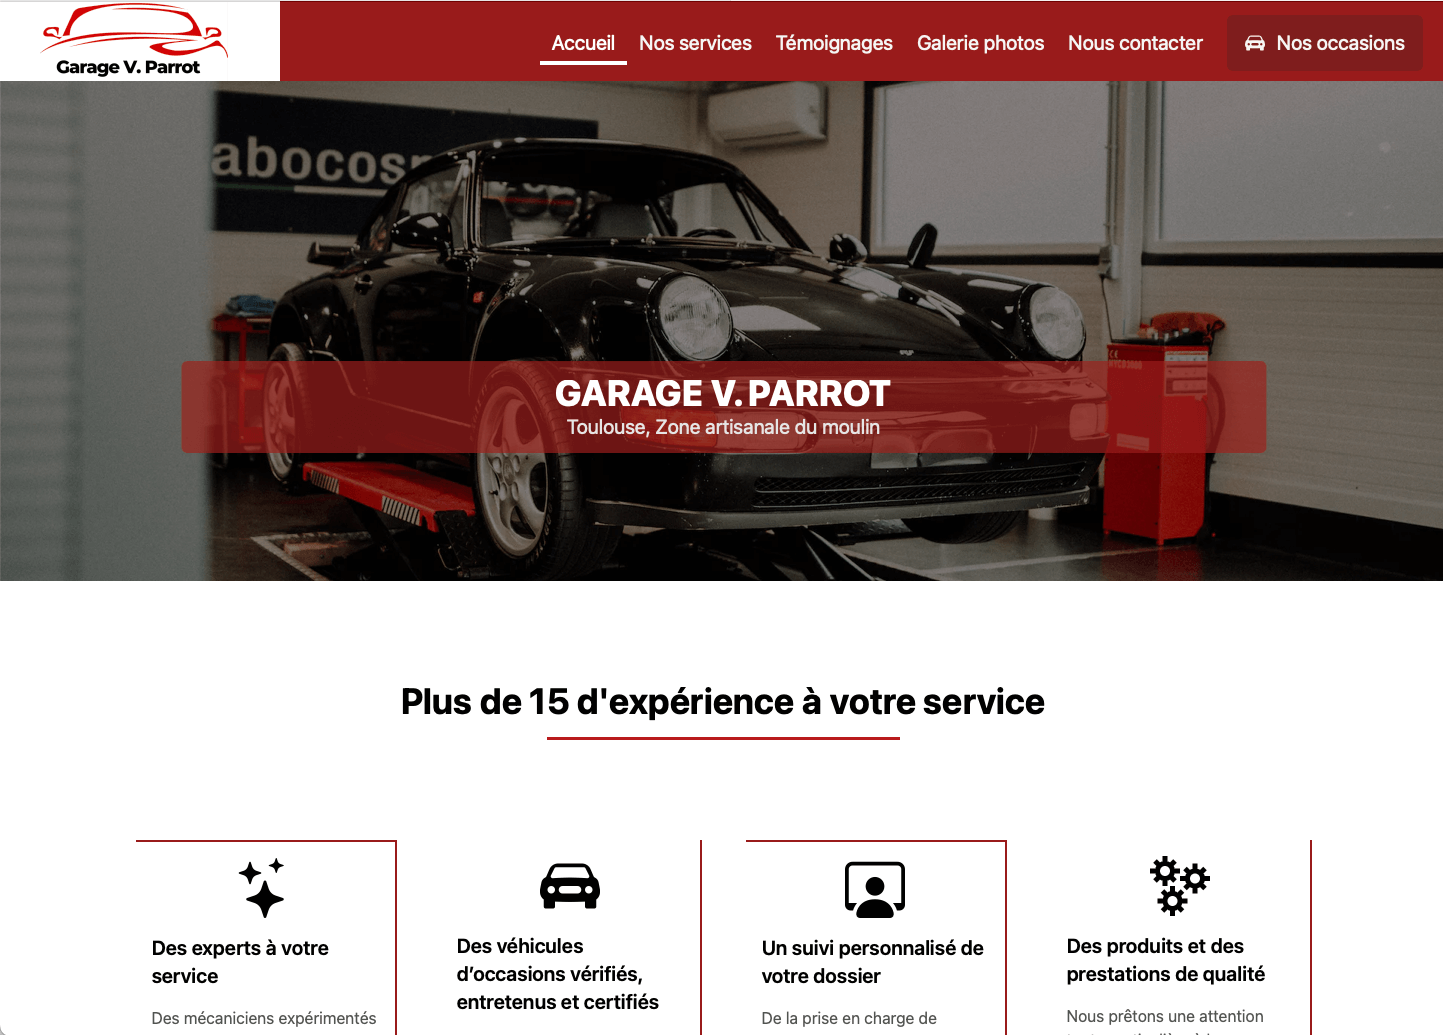 Garage V. Parrot
Accueil Nos services Témoignages Galerie photos Nous contacter Nos occasions
GARAGE V. PARROT
Toulouse, Zone artisanale du moulin
Plus de 15 d'expérience à votre service
Des experts à votre
service
Des mécaniciens expérimentés
Des véhicules
d’occasions vérifiés,
entretenus et certifiés
Un suivi personnalisé de
votre dossier
De la prise en charge de
Des produits et des
prestations de qualité
Nous prêtons une attention